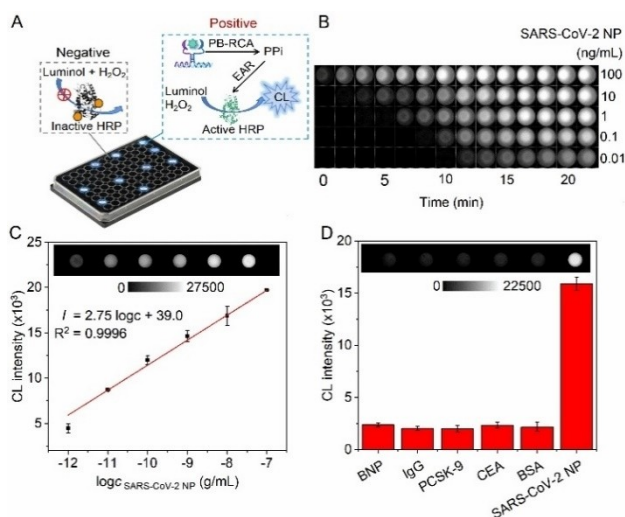 A
Positive
PB-RCA
PPi
EAR
Luminol
H₂O₂
Active HRP
CL
Negative
Luminol + H₂O₂
Inactive HRP
B
SARS-CoV-2 NP
(ng/mL)
100
10
1
0.1
0.01
0 5 10 15 20
Time (min)
C
25
20
15
10
5
CL intensity (x10³)
0 27500
I = 2.75 logc + 39.0
R² = 0.9996
-12 -11 -10 -9 -8 -7
logc SARS-CoV-2 NP (g/mL)
D
20
15
10
5
0
CL intensity (x10³)
0 22500
BNP
IgG
PCSK-9
CEA
BSA
SARS-CoV-2 NP